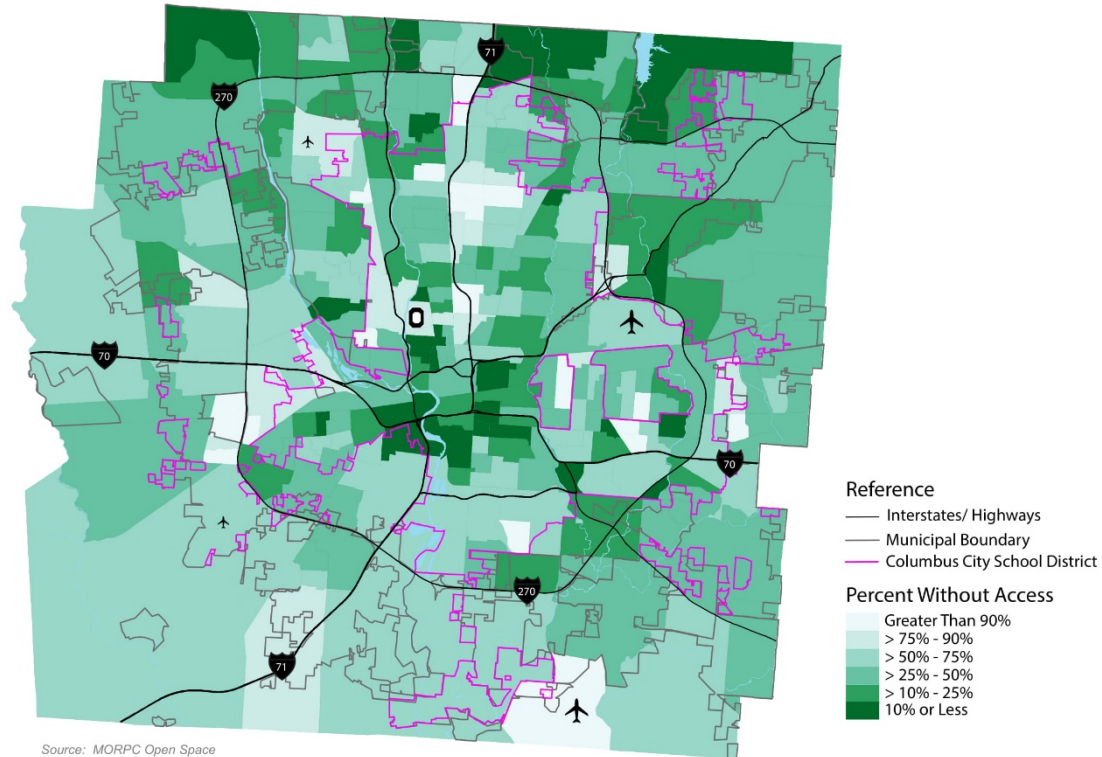 71
270
70
70
270
71
Reference
Interstates/ Highways
Municipal Boundary
Columbus City School District
Percent Without Access
Greater Than 90%
> 75% - 90%
> 50% - 75%
> 25% - 50%
> 10% - 25%
10% or Less
Source: MORPC Open Space